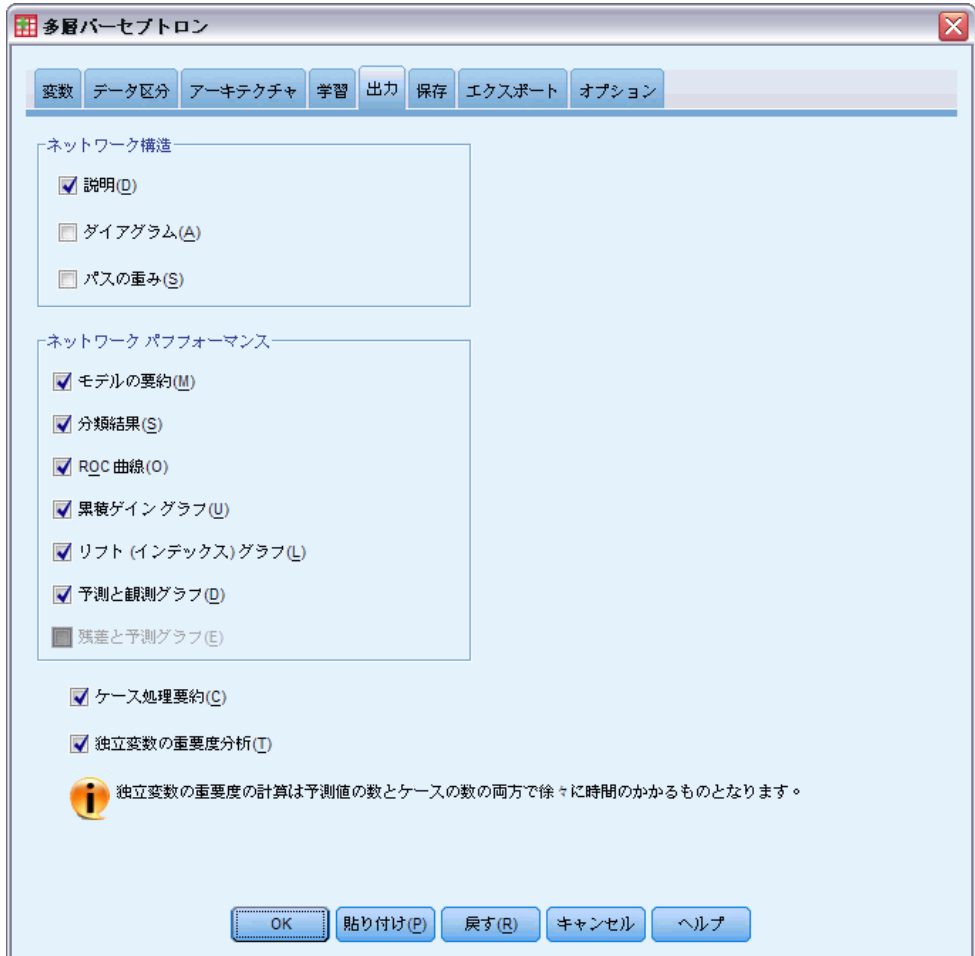 多層パーセプトロン
変数 データ区分 アーキテクチャ 学習 出力 保存 エクスポート オプション
ネットワーク構造
説明(D)
ダイアグラム(A)
パスの重み(S)
ネットワーク パフフォーマンス
モデルの要約(M)
分類結果(S)
ROC 曲線(O)
累積ゲイン グラフ(U)
リフト (インデックス) グラフ(L)
予測と観測グラフ(D)
残差と予測グラフ(E)
ケース処理要約(C)
独立変数の重要度分析(T)
独立変数の重要度の計算は予測値の数とケースの数の両方で徐々に時間のかかるものとなります。
OK 貼り付け(P) 戻す(R) キャンセル ヘルプ